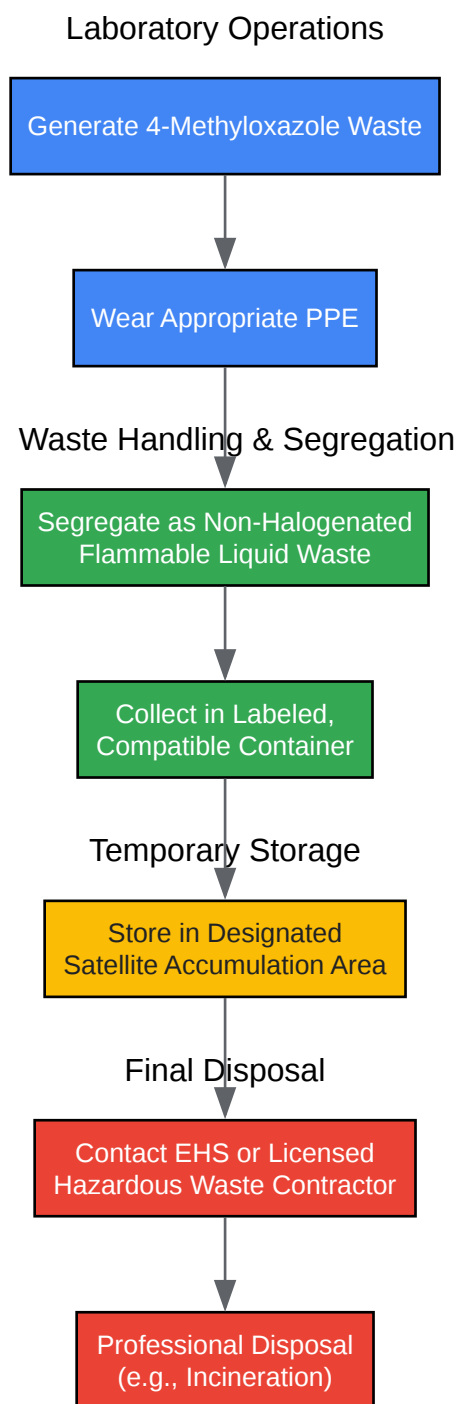 Laboratory Operations
Generate 4-Methyloxazole Waste
Wear Appropriate PPE
Waste Handling & Segregation
Segregate as Non-Halogenated
Flammable Liquid Waste
Collect in Labeled,
Compatible Container
Temporary Storage
Store in Designated
Satellite Accumulation Area
Final Disposal
Contact EHS or Licensed
Hazardous Waste Contractor
Professional Disposal
(e.g., Incineration)